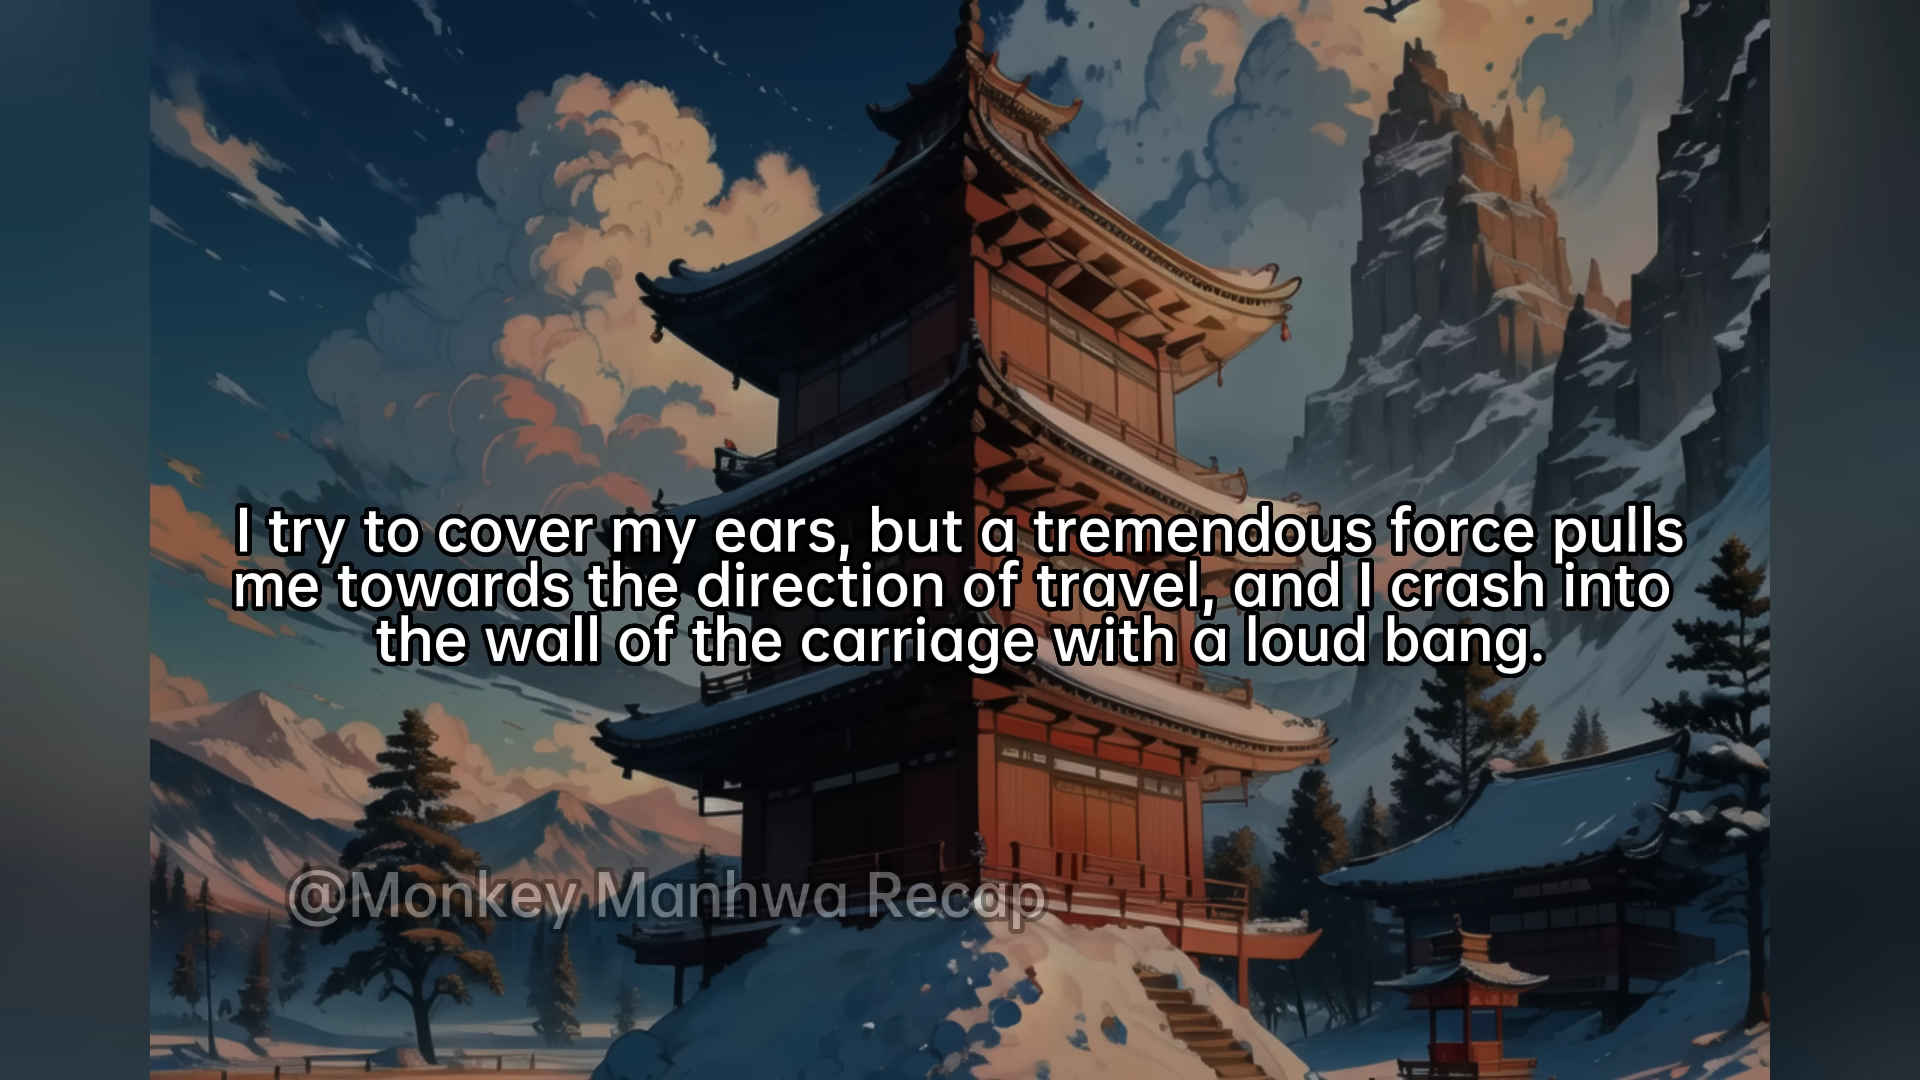 I try to cover my ears, but a tremendous force pulls
me towards the direction of travel, and I crash into
the wall of the carriage with a loud bang.
@Monkey Manhwa Recap